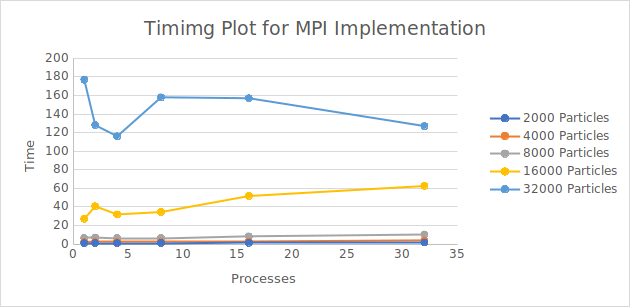 Timimg Plot for MPI Implementation
200
180
160
140
120
100
80
60
40
20
0
Time
0 5 10 15 20 25 30 35
Processes
2000 Particles
4000 Particles
8000 Particles
16000 Particles
32000 Particles